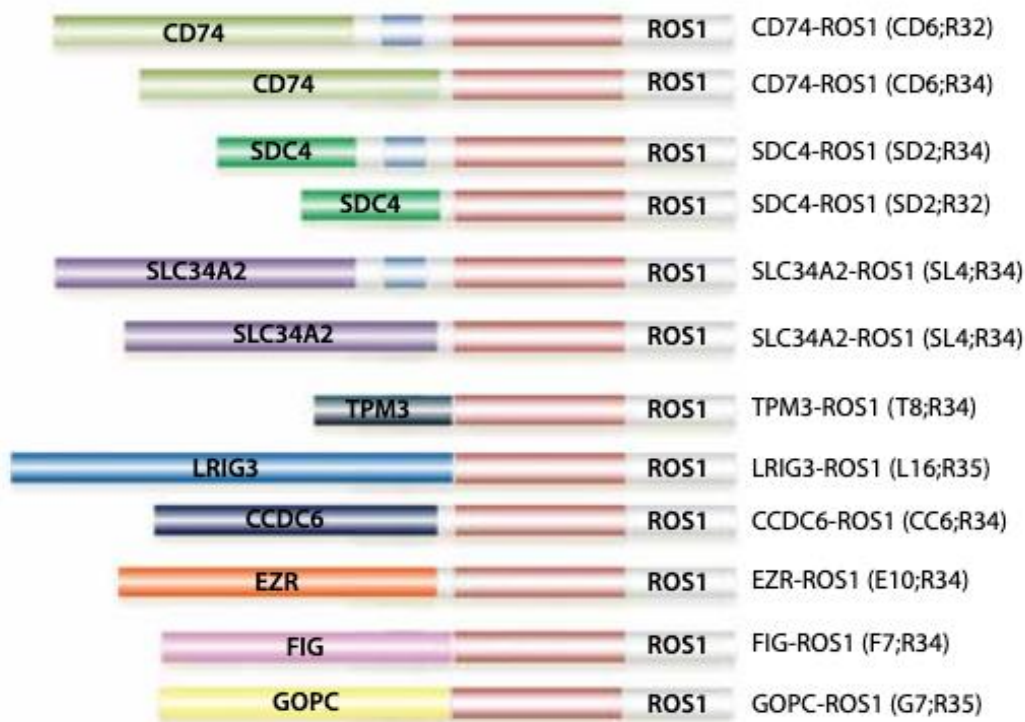 CD74 ROS1 CD74-ROS1 (CD6;R32)
CD74 ROS1 CD74-ROS1 (CD6;R34)
SDC4 ROS1 SDC4-ROS1 (SD2;R34)
SDC4 ROS1 SDC4-ROS1 (SD2;R32)
SLC34A2 ROS1 SLC34A2-ROS1 (SL4;R34)
SLC34A2 ROS1 SLC34A2-ROS1 (SL4;R34)
TPM3 ROS1 TPM3-ROS1 (T8;R34)
LRIG3 ROS1 LRIG3-ROS1 (L16;R35)
CCDC6 ROS1 CCDC6-ROS1 (CC6;R34)
EZR ROS1 EZR-ROS1 (E10;R34)
FIG ROS1 FIG-ROS1 (F7;R34)
GOPC ROS1 GOPC-ROS1 (G7;R35)